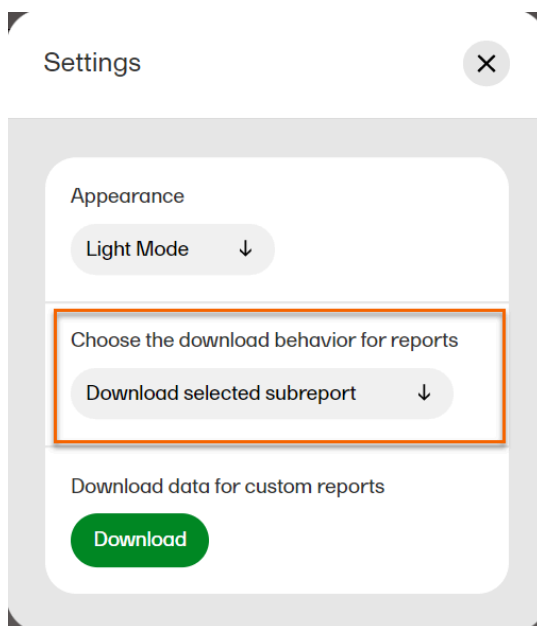 Settings
Appearance
Light Mode
Choose the download behavior for reports
Download selected subreport
Download data for custom reports
Download